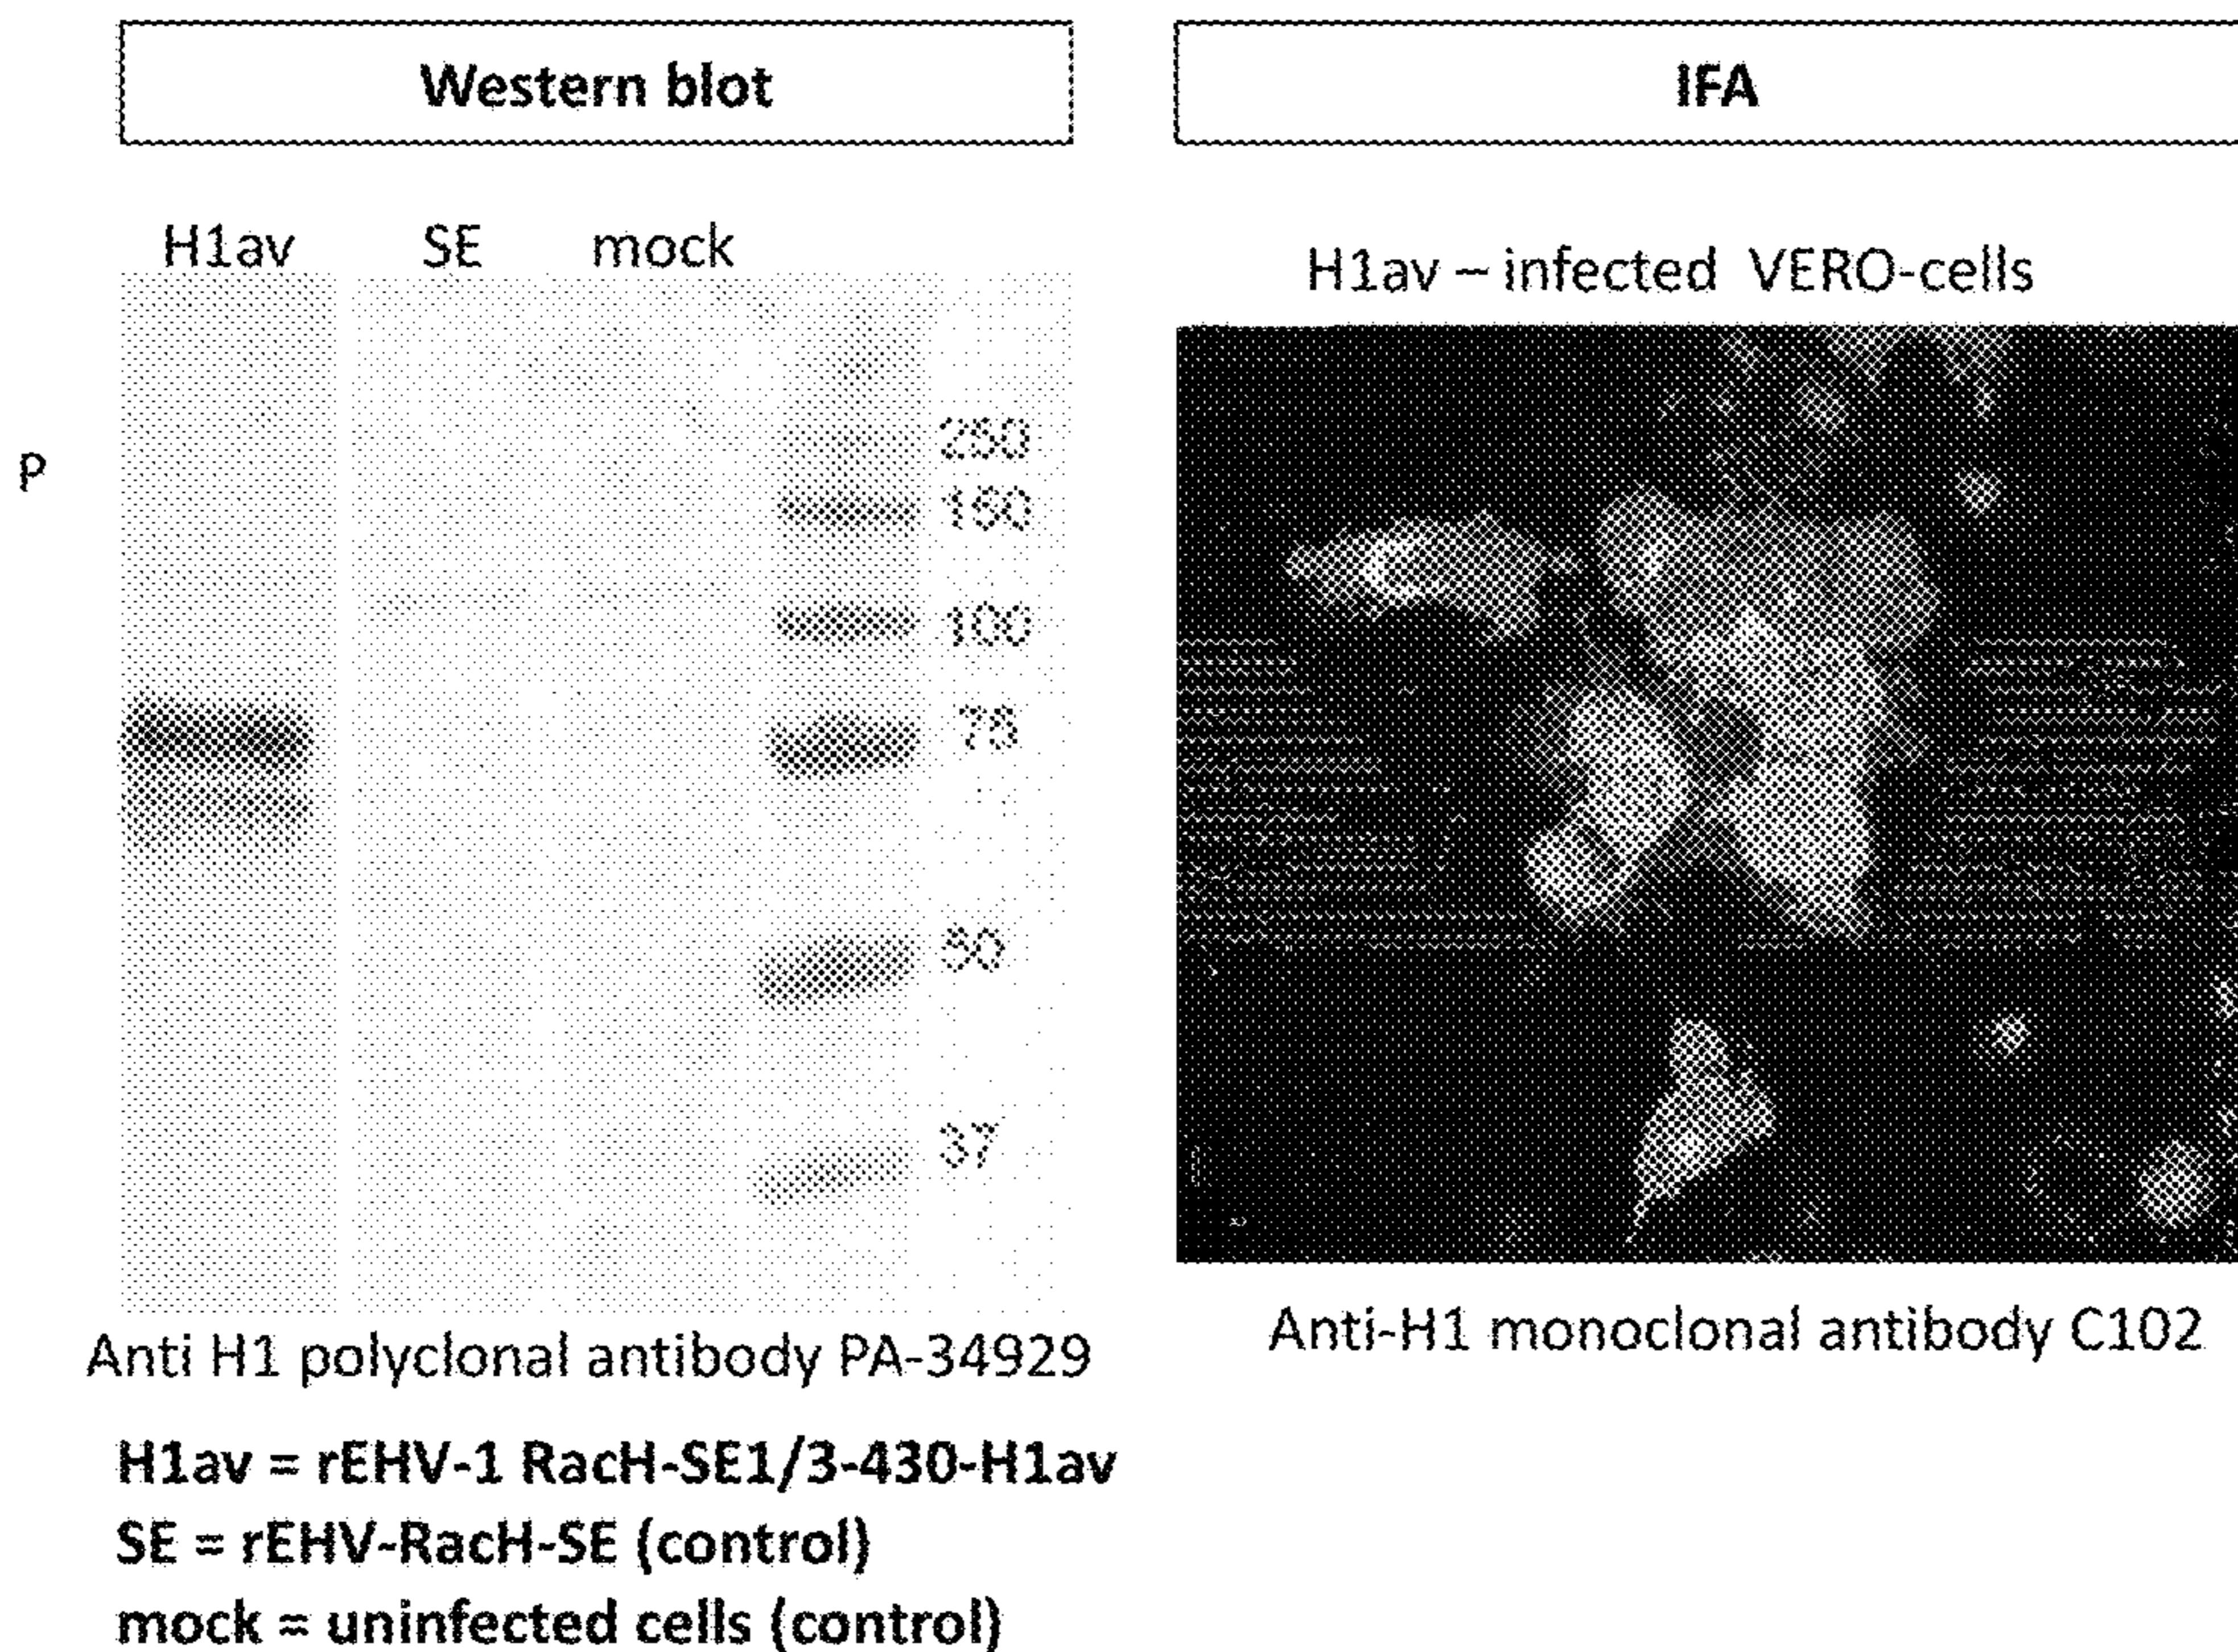 Western blot
IFA
H1av SE mock
H1av – infected VERO-cells
P
250
150
100
75
50
37
Anti H1 polyclonal antibody PA-34929
Anti-H1 monoclonal antibody C102
H1av = rEHV-1 RacH-SE1/3-430-H1av
SE = rEHV-RacH-SE (control)
mock = uninfected cells (control)